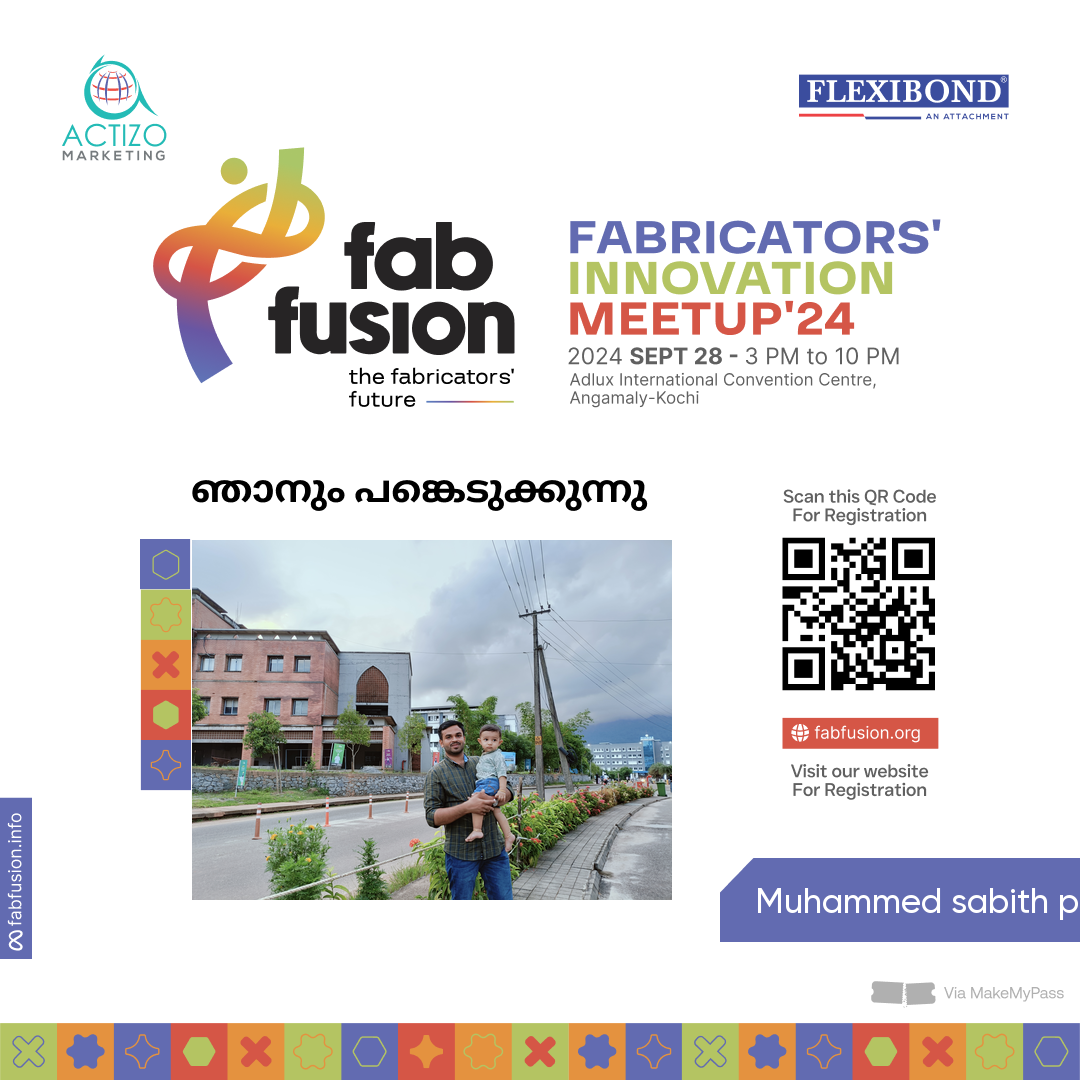 ACTIZO
MARKETING
FLEXIBOND®
AN ATTACHMENT
fab
fusion
the fabricators'
future
FABRICATORS'
INNOVATION
MEETUP'24
2024 SEPT 28 - 3 PM to 10 PM
Adlux International Convention Centre,
Angamaly-Kochi
ഞാനും പങ്കെടുക്കുന്നു
Scan this QR Code
For Registration
fabfusion.org
Visit our website
For Registration
fabfusion.info
Muhammed sabith p
Via MakeMyPass